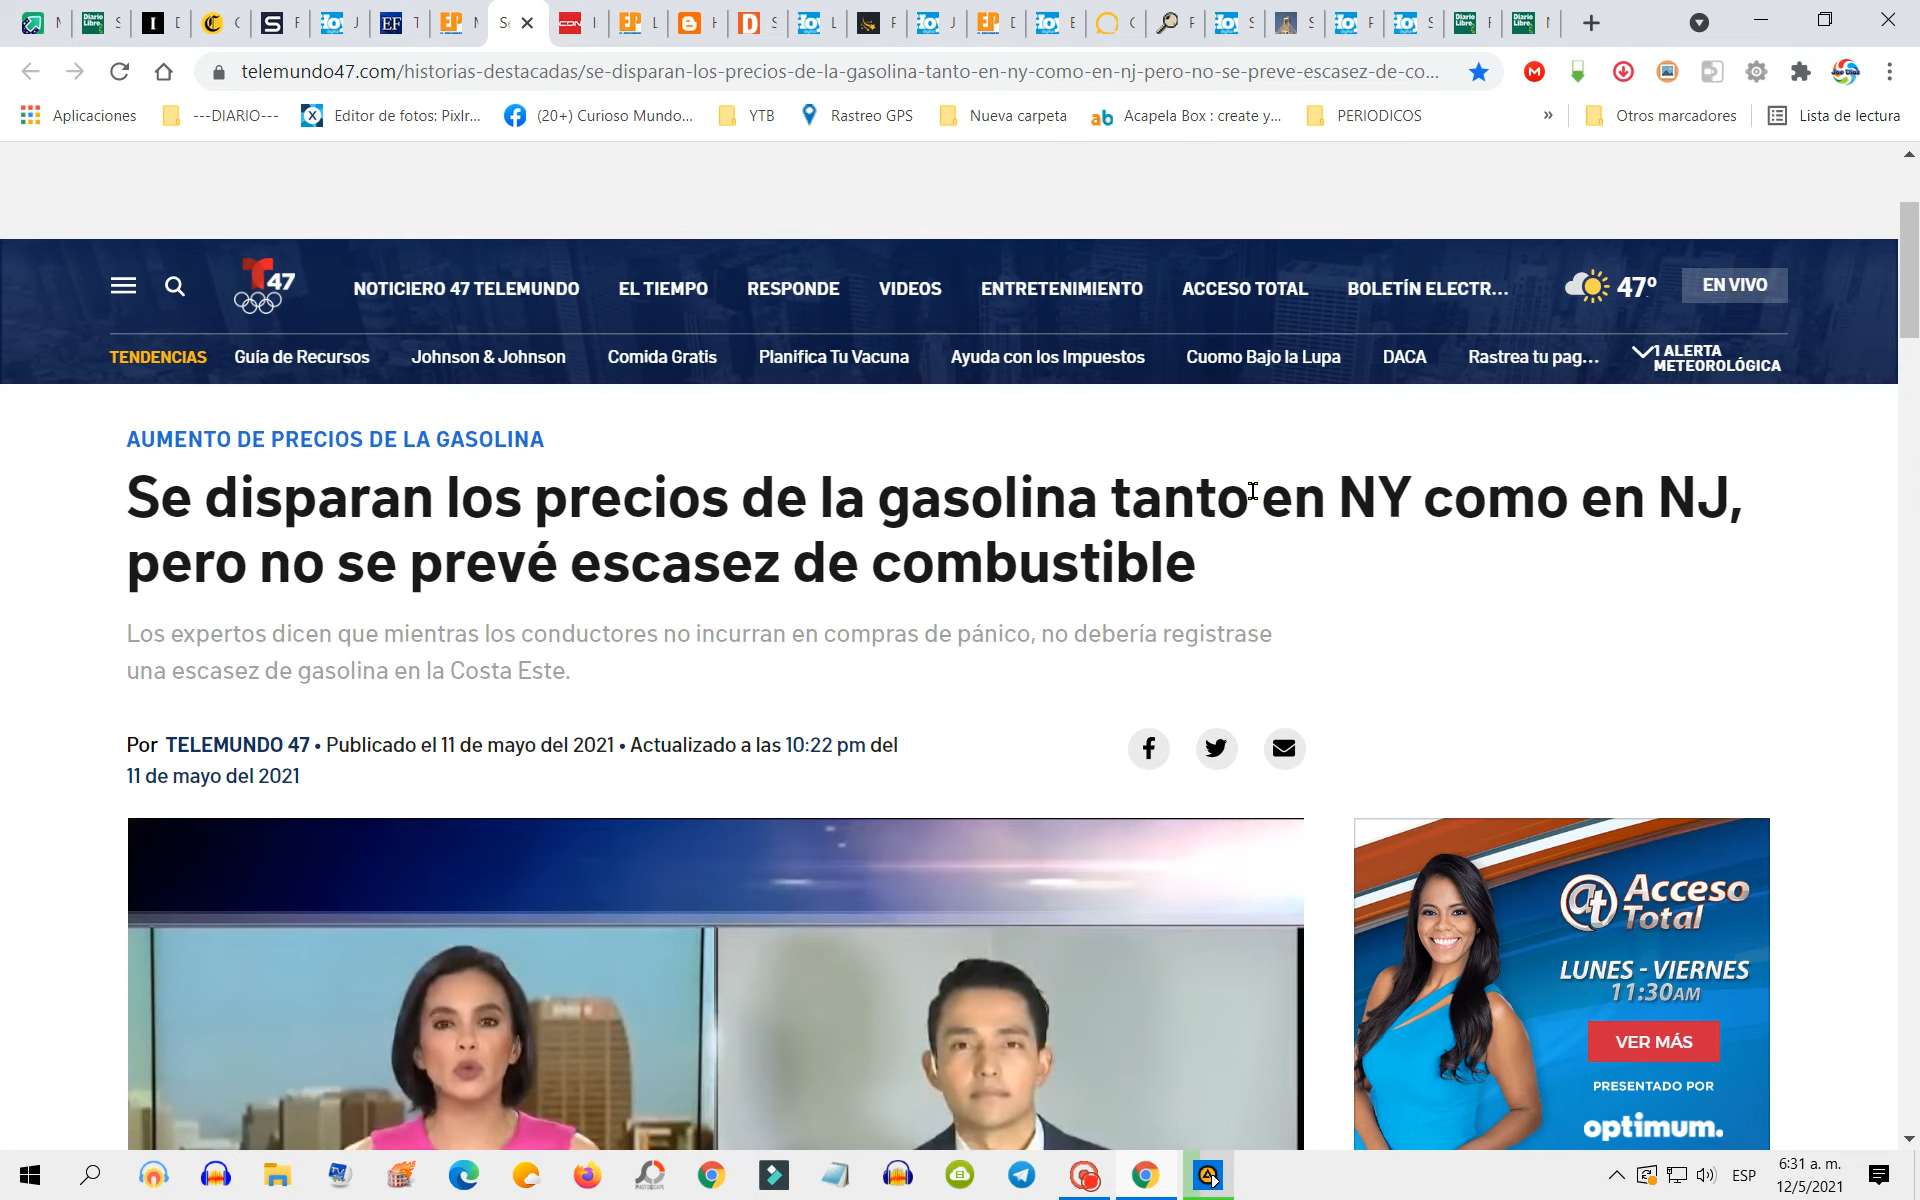 telemundo47.com/historias-destacadas/se-disparan-los-precios-de-la-gasolina-tanto-en-ny-como-en-nj-pero-no-se-preve-escasez-de-co...
Aplicaciones ---DIARIO--- Editor de fotos: Pixlr... (20+) Curioso Mundo... YTB Rastreo GPS Nueva carpeta Acapela Box : create y... PERIODICOS » Otros marcadores Lista de lectura
47 NOTICIERO 47 TELEMUNDO EL TIEMPO RESPONDE VIDEOS ENTRETENIMIENTO ACCESO TOTAL BOLETÍN ELECTR... 47° EN VIVO
TENDENCIAS Guía de Recursos Johnson & Johnson Comida Gratis Planifica Tu Vacuna Ayuda con los Impuestos Cuomo Bajo la Lupa DACA Rastrea tu pag... 1 ALERTA
METEOROLÓGICA
AUMENTO DE PRECIOS DE LA GASOLINA
Se disparan los precios de la gasolina tanto en NY como en NJ,
pero no se prevé escasez de combustible
Los expertos dicen que mientras los conductores no incurran en compras de pánico, no debería registrase
una escasez de gasolina en la Costa Este.
Por TELEMUNDO 47 • Publicado el 11 de mayo del 2021 • Actualizado a las 10:22 pm del
11 de mayo del 2021
@t Acceso
Total
LUNES - VIERNES
11:30AM
VER MÁS
PRESENTADO POR
optimum.
ESP
6:31 a. m.
12/5/2021